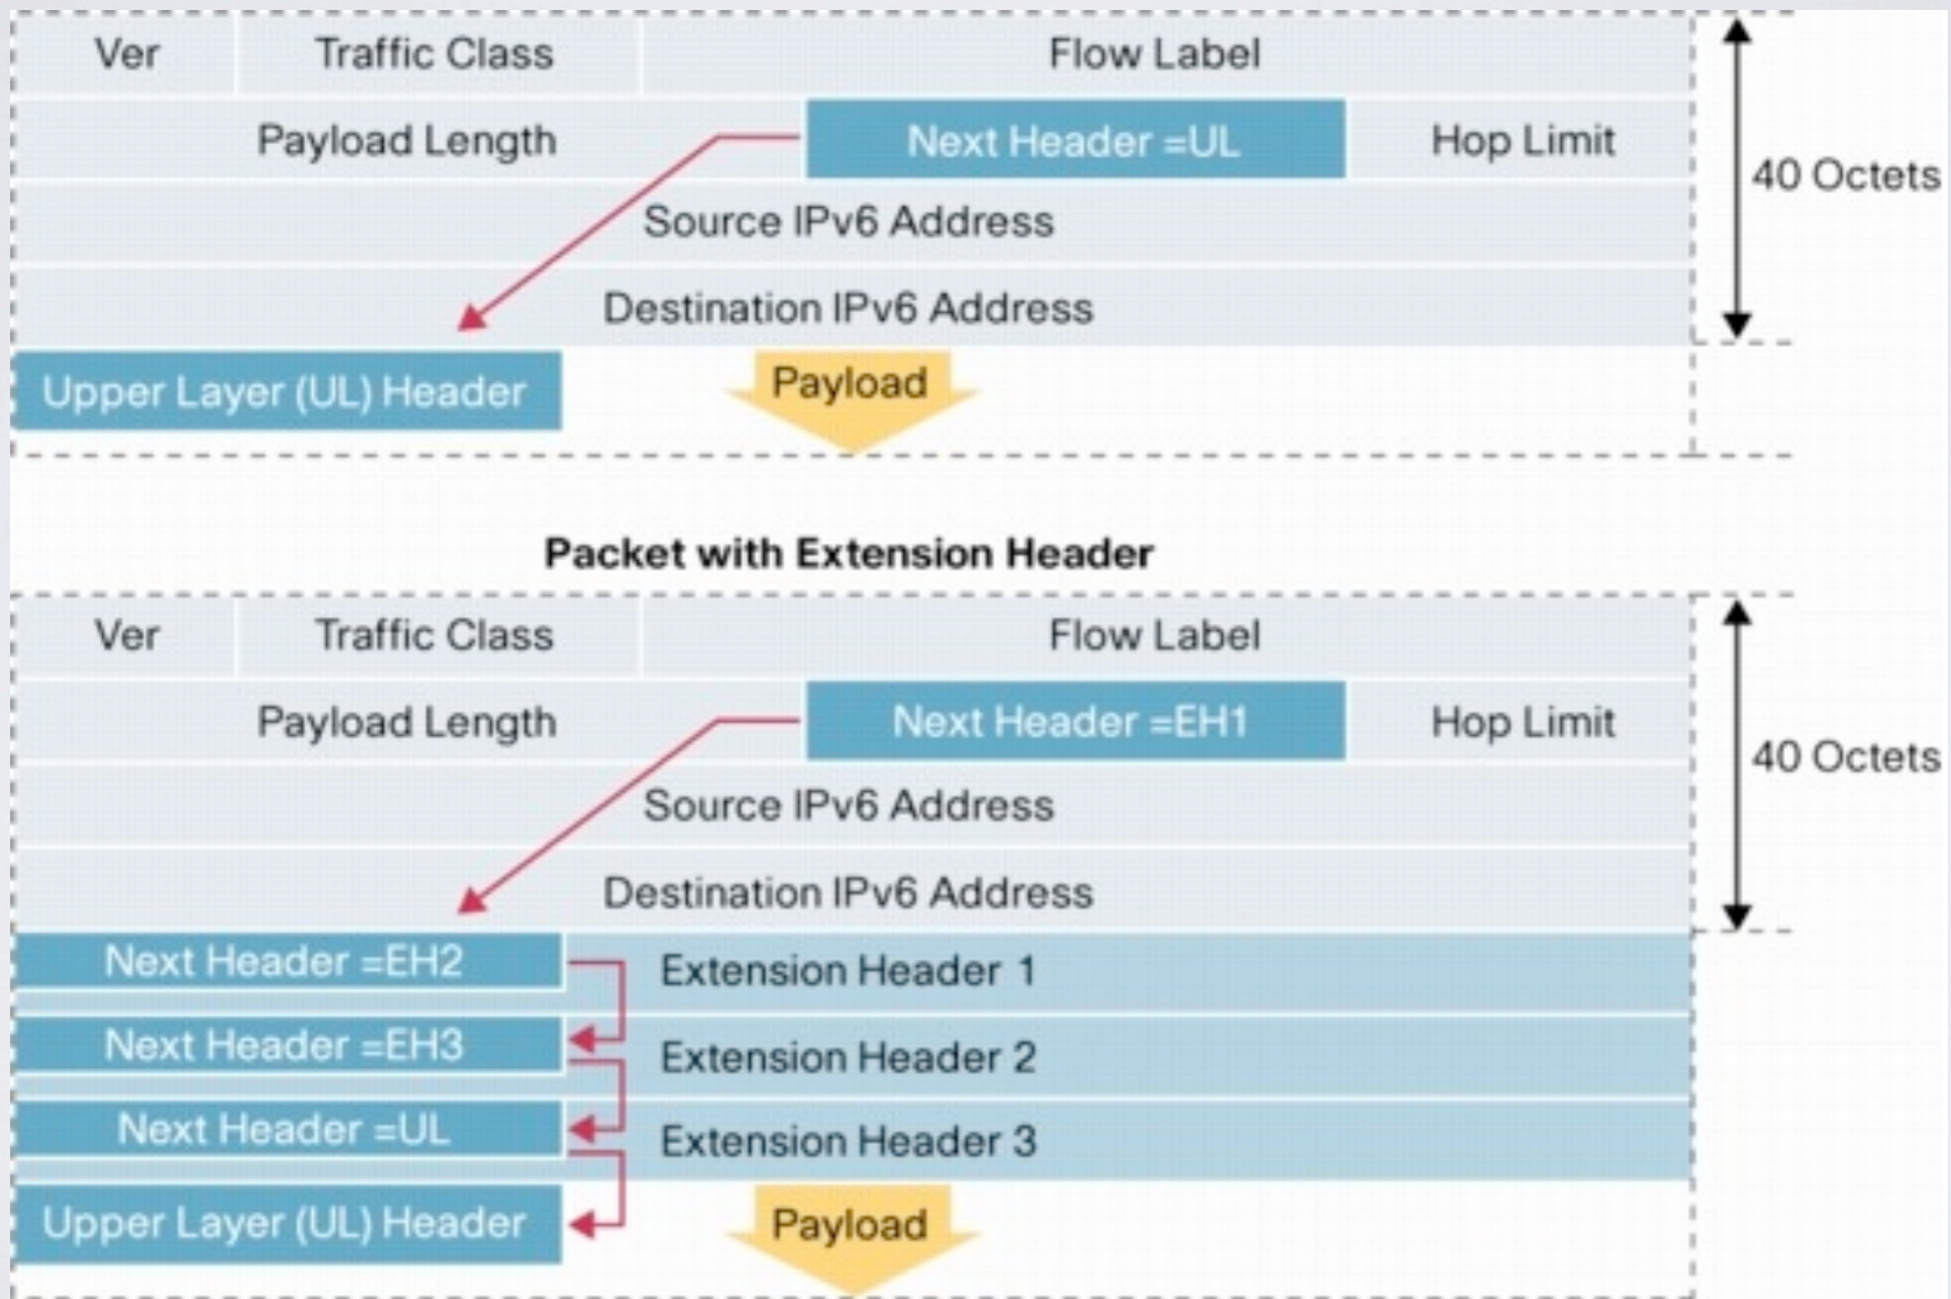 Ver Traffic Class Flow Label
Payload Length Next Header =UL Hop Limit
40 Octets
Source IPv6 Address
Destination IPv6 Address
Upper Layer (UL) Header Payload
Packet with Extension Header
Ver Traffic Class Flow Label
Payload Length Next Header =EH1 Hop Limit
40 Octets
Source IPv6 Address
Destination IPv6 Address
Next Header =EH2 Extension Header 1
Next Header =EH3 Extension Header 2
Next Header =UL Extension Header 3
Upper Layer (UL) Header Payload